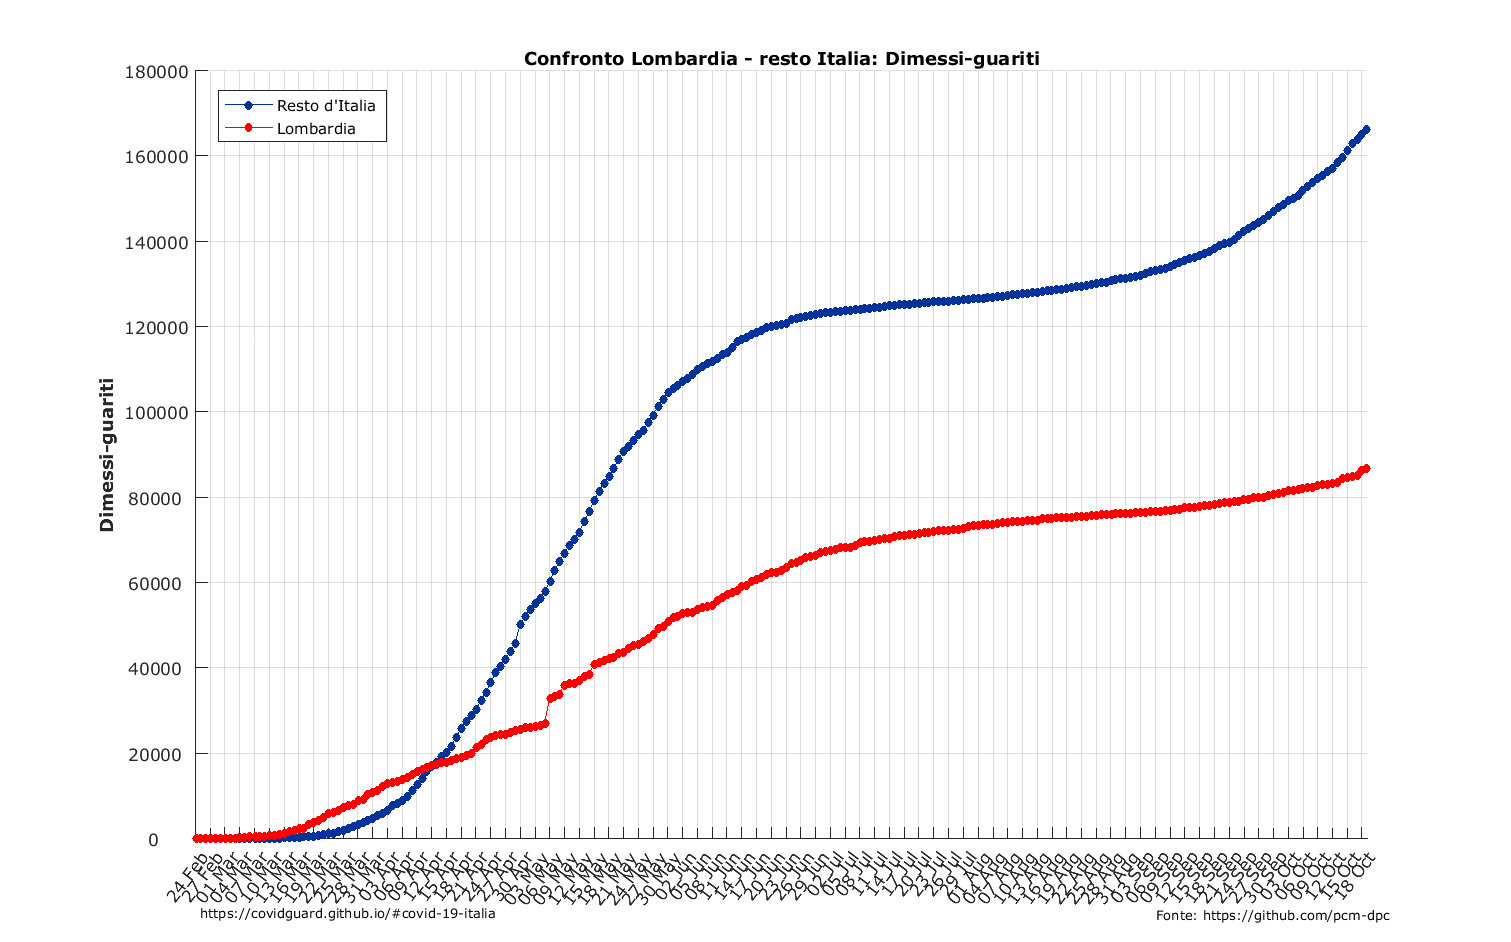 Confronto Lombardia - resto Italia: Dimessi-guariti
180000
160000
140000
120000
100000
80000
60000
40000
20000
0
Dimessi-guariti
Resto d'Italia
Lombardia
24 Feb
27 Feb
01 Mar
04 Mar
07 Mar
10 Mar
13 Mar
16 Mar
19 Mar
22 Mar
25 Mar
28 Mar
31 Mar
03 Apr
06 Apr
09 Apr
12 Apr
15 Apr
18 Apr
21 Apr
24 Apr
27 Apr
30 Apr
03 May
06 May
09 May
12 May
15 May
18 May
21 May
24 May
27 May
30 May
02 Jun
05 Jun
08 Jun
11 Jun
14 Jun
17 Jun
20 Jun
23 Jun
26 Jun
29 Jun
02 Jul
05 Jul
08 Jul
11 Jul
14 Jul
17 Jul
20 Jul
23 Jul
26 Jul
29 Jul
01 Aug
04 Aug
07 Aug
10 Aug
13 Aug
16 Aug
19 Aug
22 Aug
25 Aug
28 Aug
31 Aug
03 Sep
06 Sep
09 Sep
12 Sep
15 Sep
18 Sep
21 Sep
24 Sep
27 Sep
30 Sep
03 Oct
06 Oct
09 Oct
12 Oct
15 Oct
18 Oct
https://covidguard.github.io/#covid-19-italia
Fonte: https://github.com/pcm-dpc